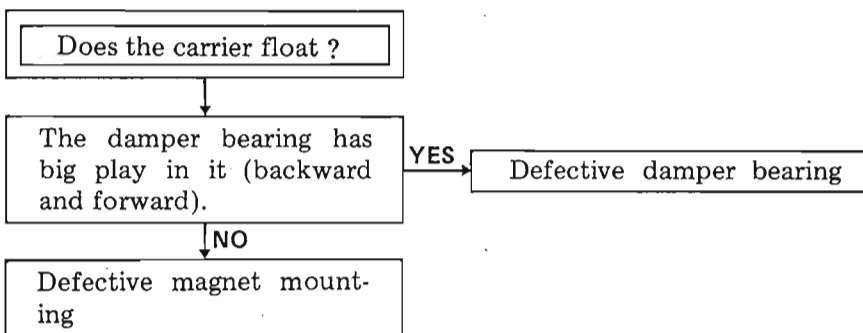 Does the carrier float ?
The damper bearing has
big play in it (backward
and forward).
YES
Defective damper bearing
NO
Defective magnet mount-
ing